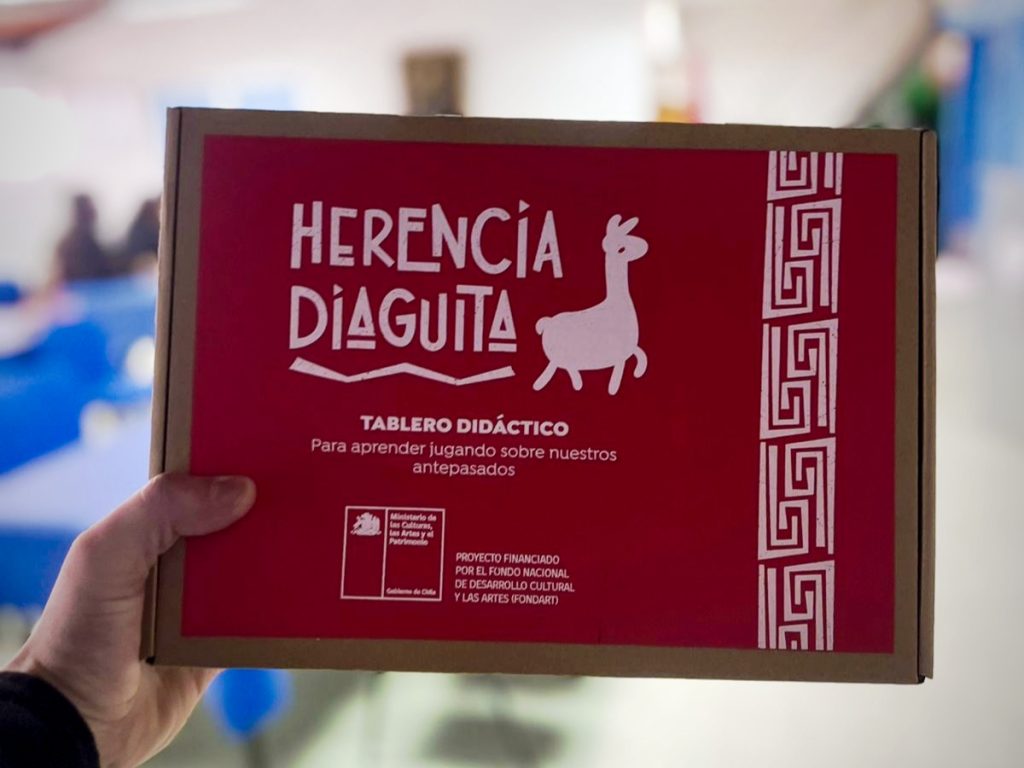 HERENCIA
DIAGUITA
TABLERO DIDÁCTICO
Para aprender jugando sobre nuestros
antepasados
Ministerio de
las Culturas,
las Artes y el
Patrimonio
Gobierno de Chile
PROYECTO FINANCIADO
POR EL FONDO NACIONAL
DE DESARROLLO CULTURAL
Y LAS ARTES (FONDART)